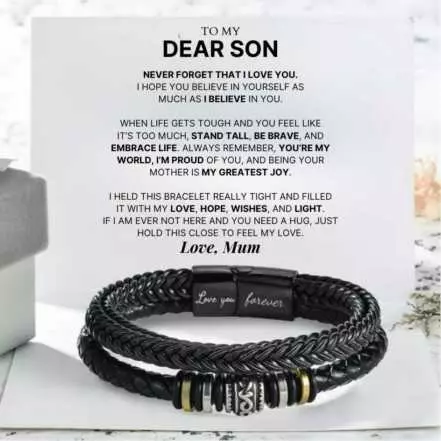 TO MY
DEAR SON
NEVER FORGET THAT I LOVE YOU.
I HOPE YOU BELIEVE IN YOURSELF AS
MUCH AS I BELIEVE IN YOU.
WHEN LIFE GETS TOUGH AND YOU FEEL LIKE
IT'S TOO MUCH, STAND TALL, BE BRAVE, AND
EMBRACE LIFE. ALWAYS REMEMBER, YOU'RE MY
WORLD, I'M PROUD OF YOU, AND BEING YOUR
MOTHER IS MY GREATEST JOY.
I HELD THIS BRACELET REALLY TIGHT AND FILLED
IT WITH MY LOVE, HOPE, WISHES, AND LIGHT.
IF I AM EVER NOT HERE AND YOU NEED A HUG, JUST
HOLD THIS CLOSE TO FEEL MY LOVE.
Love, Mum
Love you forever